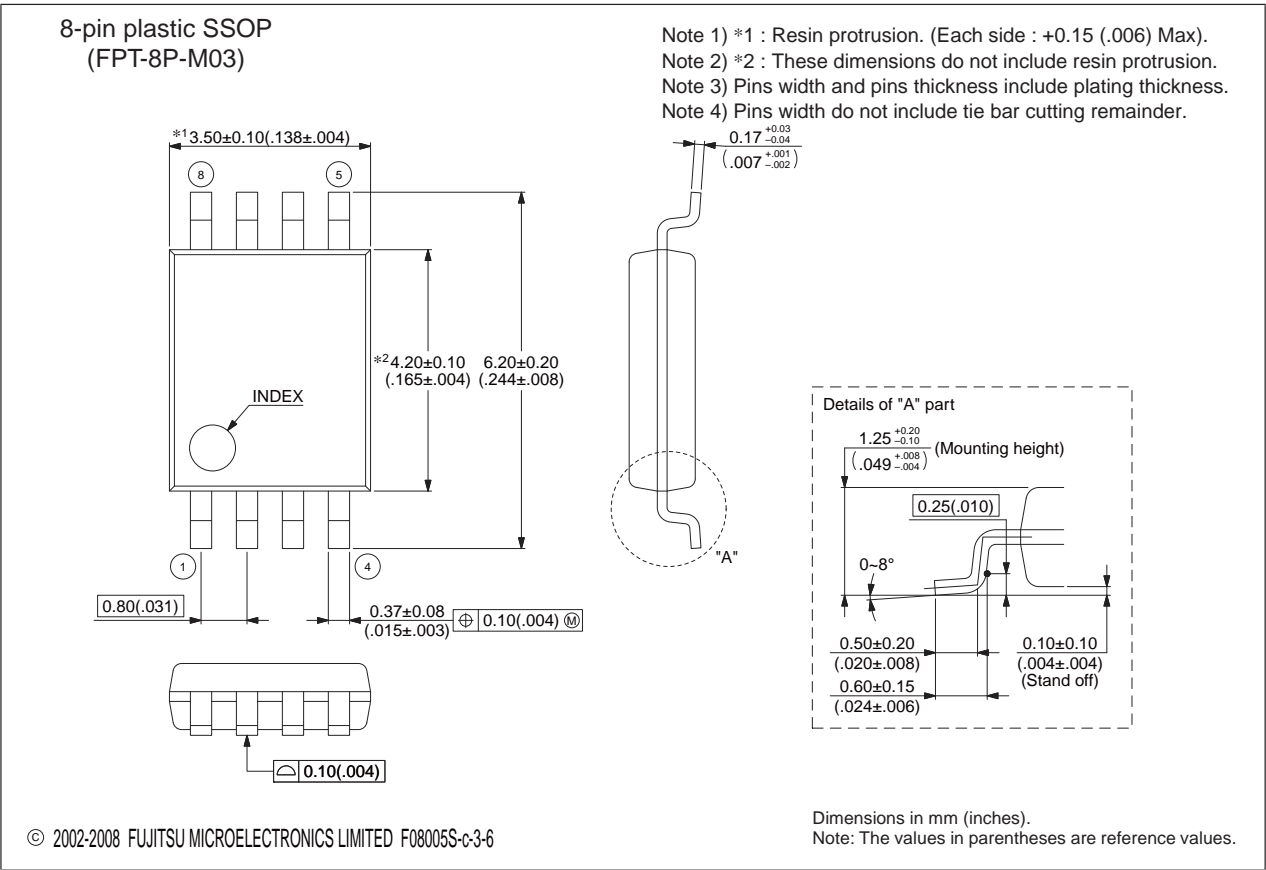 8-pin plastic SSOP
(FPT-8P-M03)
Note 1) *1 : Resin protrusion. (Each side : +0.15 (.006) Max).
Note 2) *2 : These dimensions do not include resin protrusion.
Note 3) Pins width and pins thickness include plating thickness.
Note 4) Pins width do not include tie bar cutting remainder.
*1 3.50±0.10(.138±.004)
0.17 +0.03 –0.04
(.007 +.001 –.002)
8
5
*2 4.20±0.10
(.165±.004)
6.20±0.20
(.244±.008)
INDEX
1
4
"A"
0.80(.031)
0.37±0.08
(.015±.003)
⌖ 0.10(.004) Ⓜ
⌓ 0.10(.004)
Details of "A" part
1.25 +0.20 –0.10 (Mounting height)
(.049 +.008 –.004)
0.25(.010)
0~8°
0.50±0.20
(.020±.008)
0.60±0.15
(.024±.006)
0.10±0.10
(.004±.004)
(Stand off)
© 2002-2008 FUJITSU MICROELECTRONICS LIMITED F08005S-c-3-6
Dimensions in mm (inches).
Note: The values in parentheses are reference values.